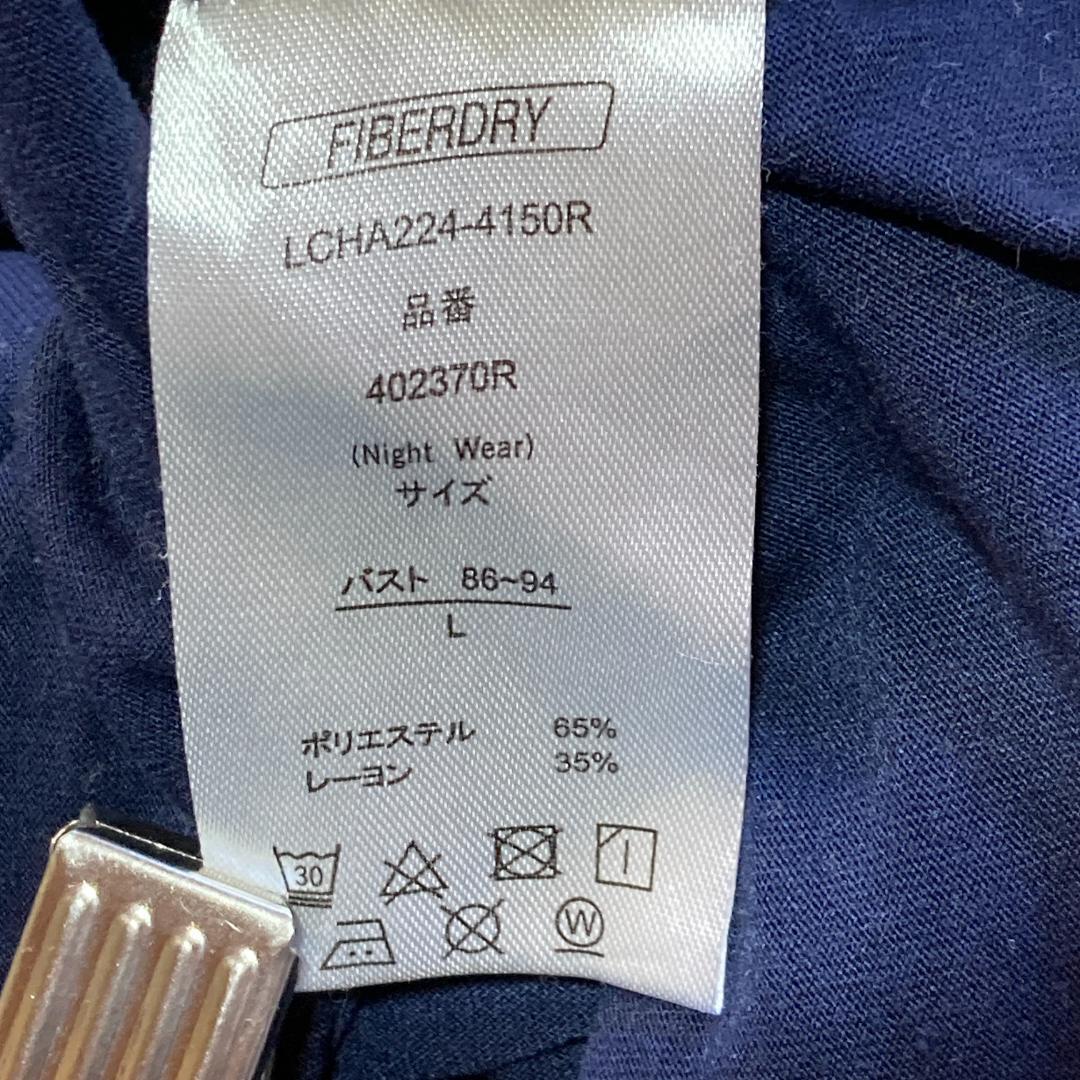 FIBERDRY
LCHA224-4150R
品番
402370R
(Night Wear)
サイズ
バスト 86~94
L
ポリエステル 65%
レーヨン 35%
30
W